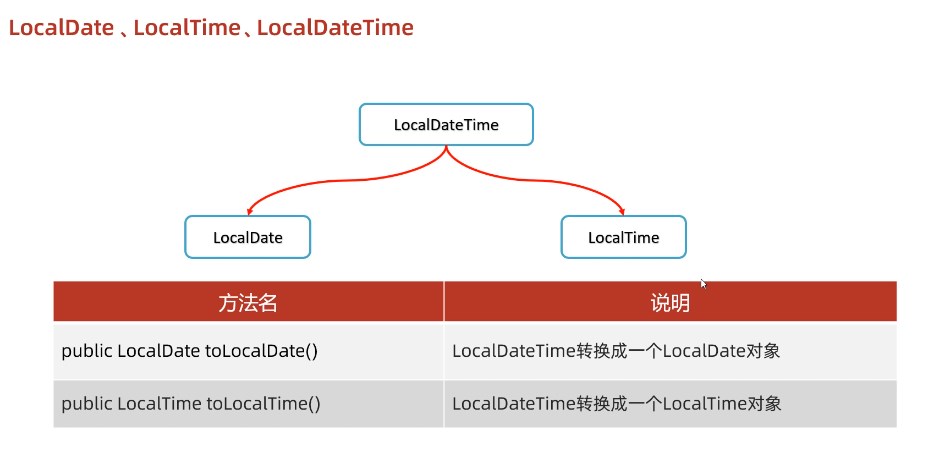 LocalDate 、LocalTime、LocalDateTime
LocalDateTime
LocalDate
LocalTime
方法名
说明
public LocalDate toLocalDate()
LocalDateTime转换成一个LocalDate对象
public LocalTime toLocalTime()
LocalDateTime转换成一个LocalTime对象